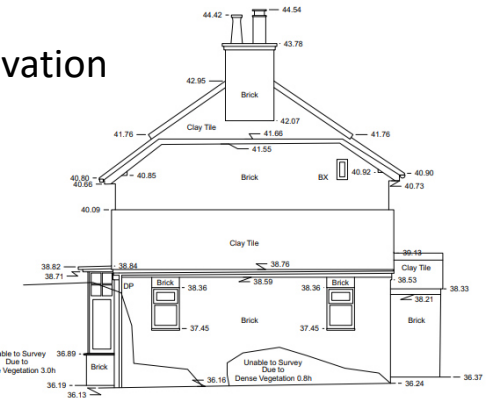 vation
44.42
44.54
43.78
42.95
Brick
42.07
Clay Tile
41.76
41.66
41.76
41.55
40.80
40.66
40.85
Brick
BX
40.92
40.90
40.73
40.09
Clay Tile
39.13
38.82
38.84
38.76
38.71
38.59
38.53
Clay Tile
DP
Brick
38.36
38.36
Brick
38.33
38.21
Brick
Brick
37.45
37.45
36.89
able to Survey
Due to
e Vegetation 3.0h
Brick
Unable to Survey
Due to
Dense Vegetation 0.8h
36.19
36.16
36.24
36.37
36.13